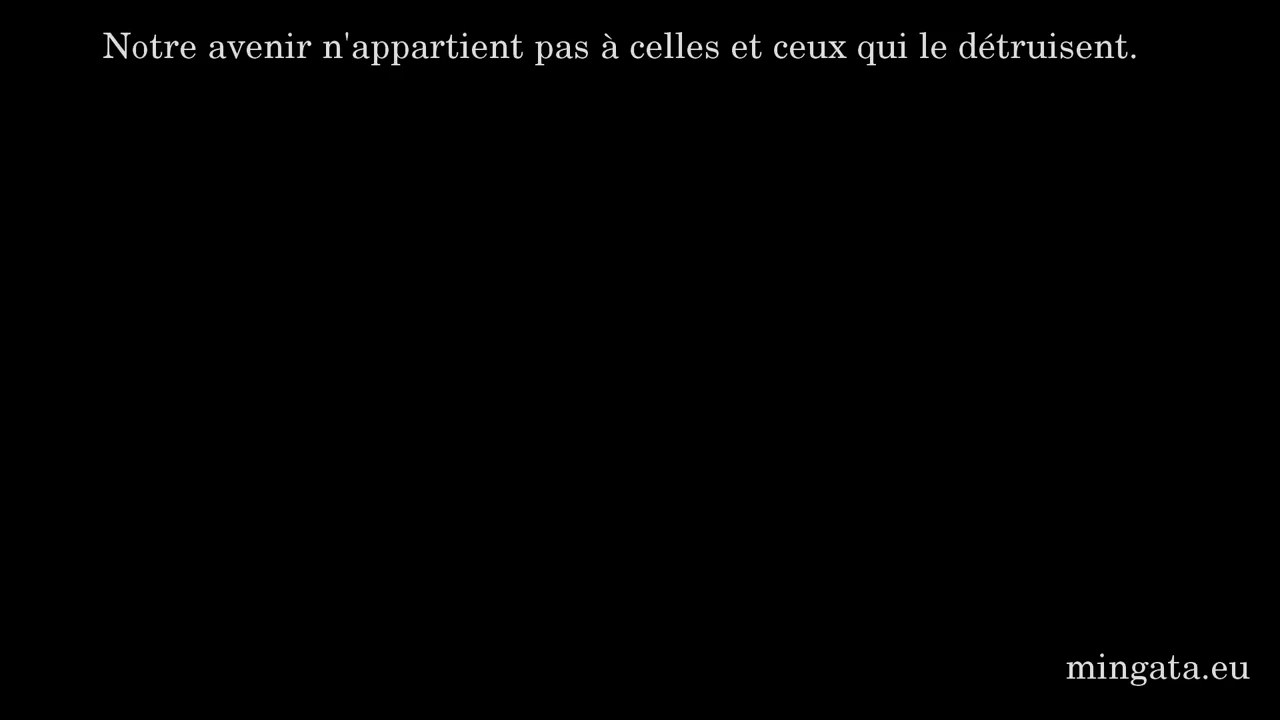 Notre avenir n'appartient pas à celles et ceux qui le détruisent.
mingata.eu